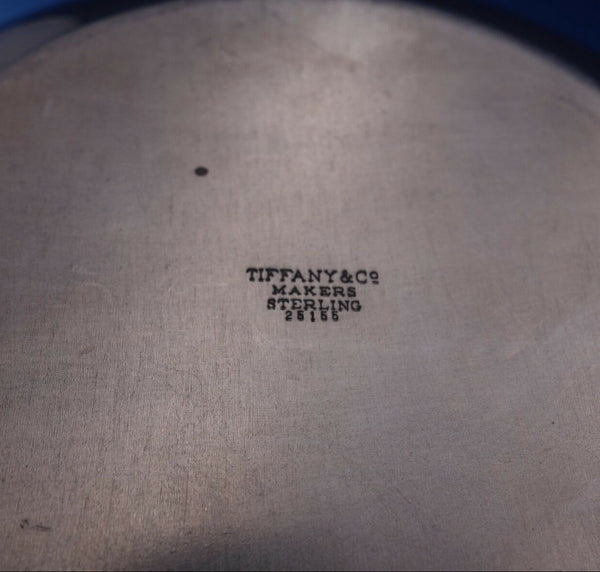 TIFFANY & Cº
MAKERS
STERLING
25155